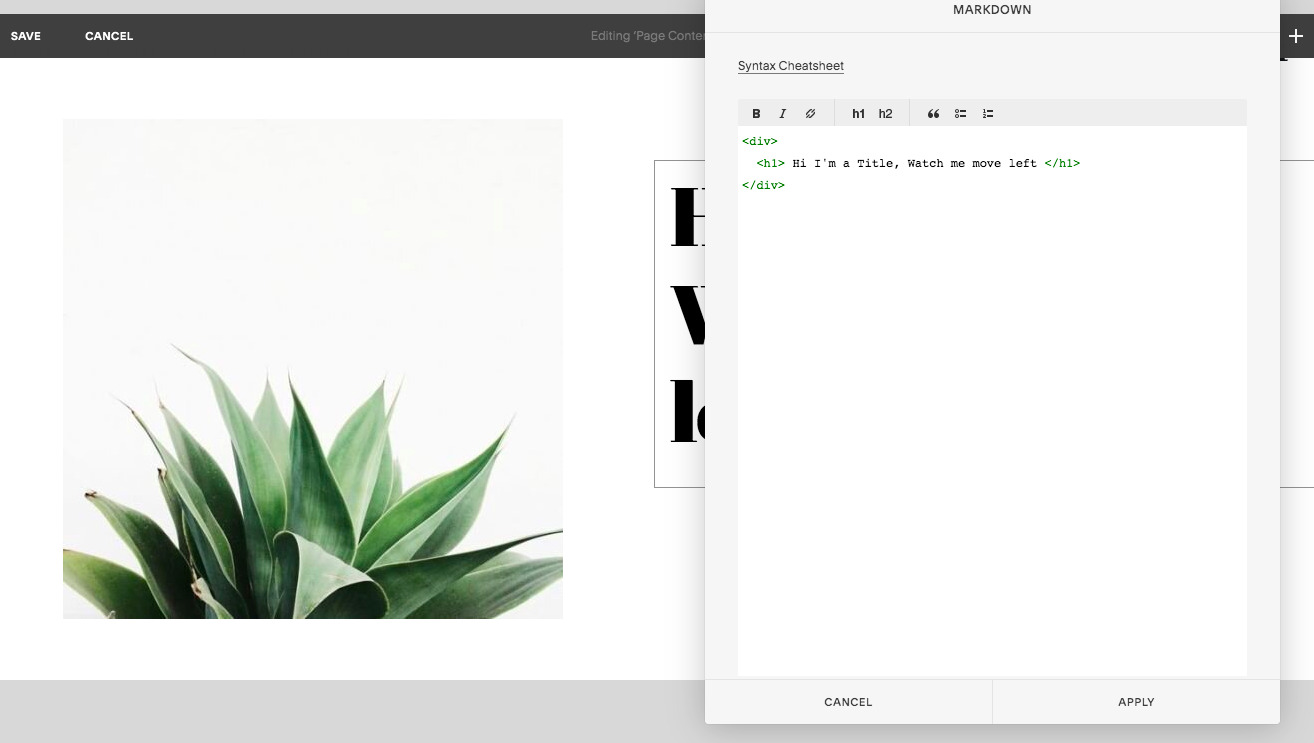 MARKDOWN
SAVE CANCEL Editing 'Page Conte
Syntax Cheatsheet
B I h1 h2
<div>
<h1> Hi I'm a Title, Watch me move left </h1>
</div>
CANCEL APPLY